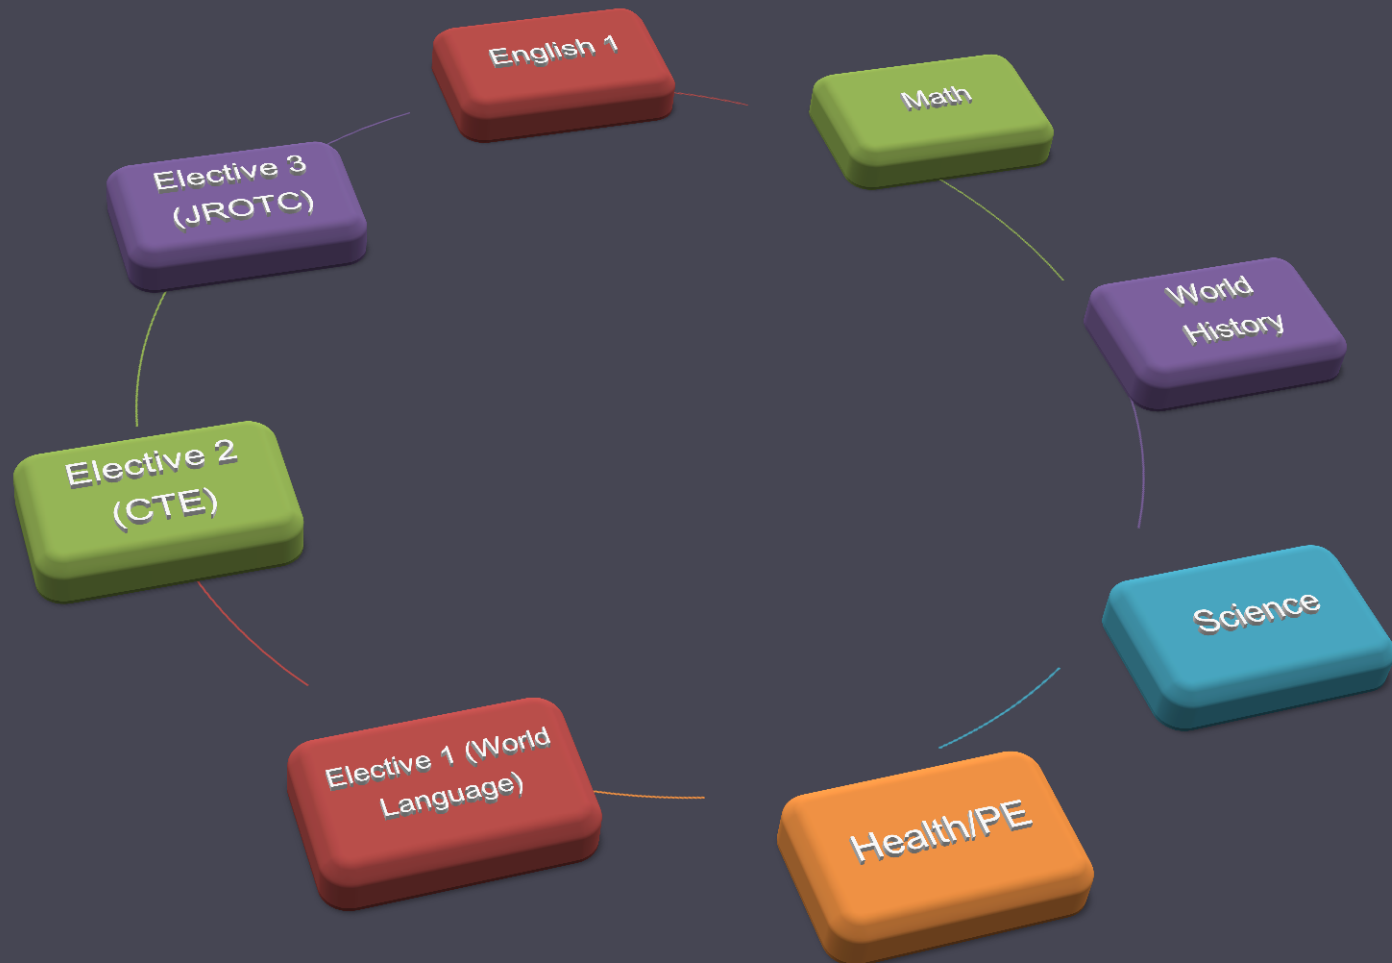 English 1
Math
World
History
Science
Health/PE
Elective 1 (World
Language)
Elective 2
(CTE)
Elective 3
(JROTC)